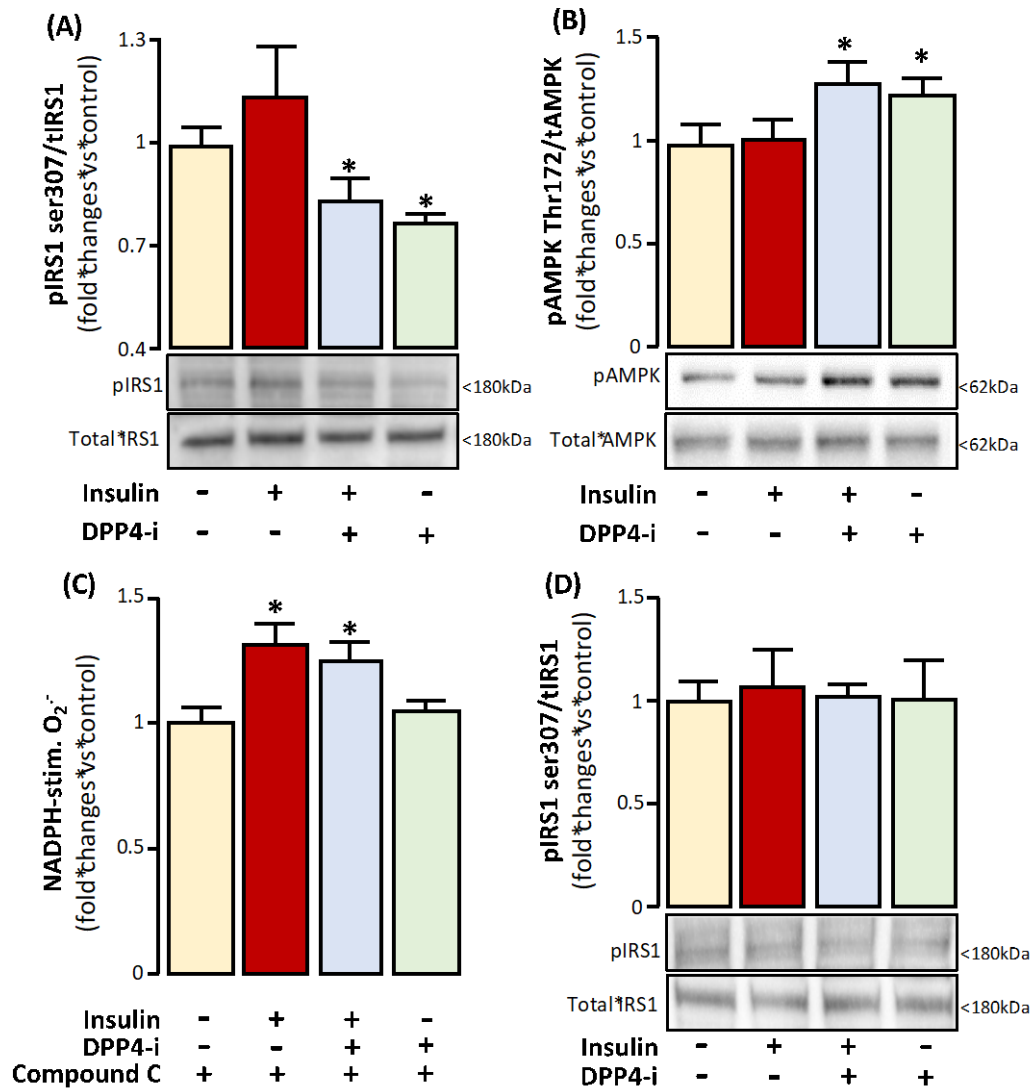 (A)
pIRS1 ser307/tIRS1
(fold*changes*vs*control)
1.3
1
0.7
0.4
* *
pIRS1 <180kDa
Total*IRS1 <180kDa
Insulin - + + -
DPP4-i - - + +
(B)
pAMPK Thr172/tAMPK
(fold*changes*vs*control)
1.5
1
0.5
0
* *
pAMPK <62kDa
Total*AMPK <62kDa
Insulin - + + -
DPP4-i - - + +
(C)
NADPH-stim. O₂·⁻
(fold*changes*vs*control)
1.5
1
0.5
0
* *
Insulin - + + -
DPP4-i - - + +
Compound C + + + +
(D)
pIRS1 ser307/tIRS1
(fold*changes*vs*control)
1.5
1
0.5
0
pIRS1 <180kDa
Total*IRS1 <180kDa
Insulin - + + -
DPP4-i - - + +